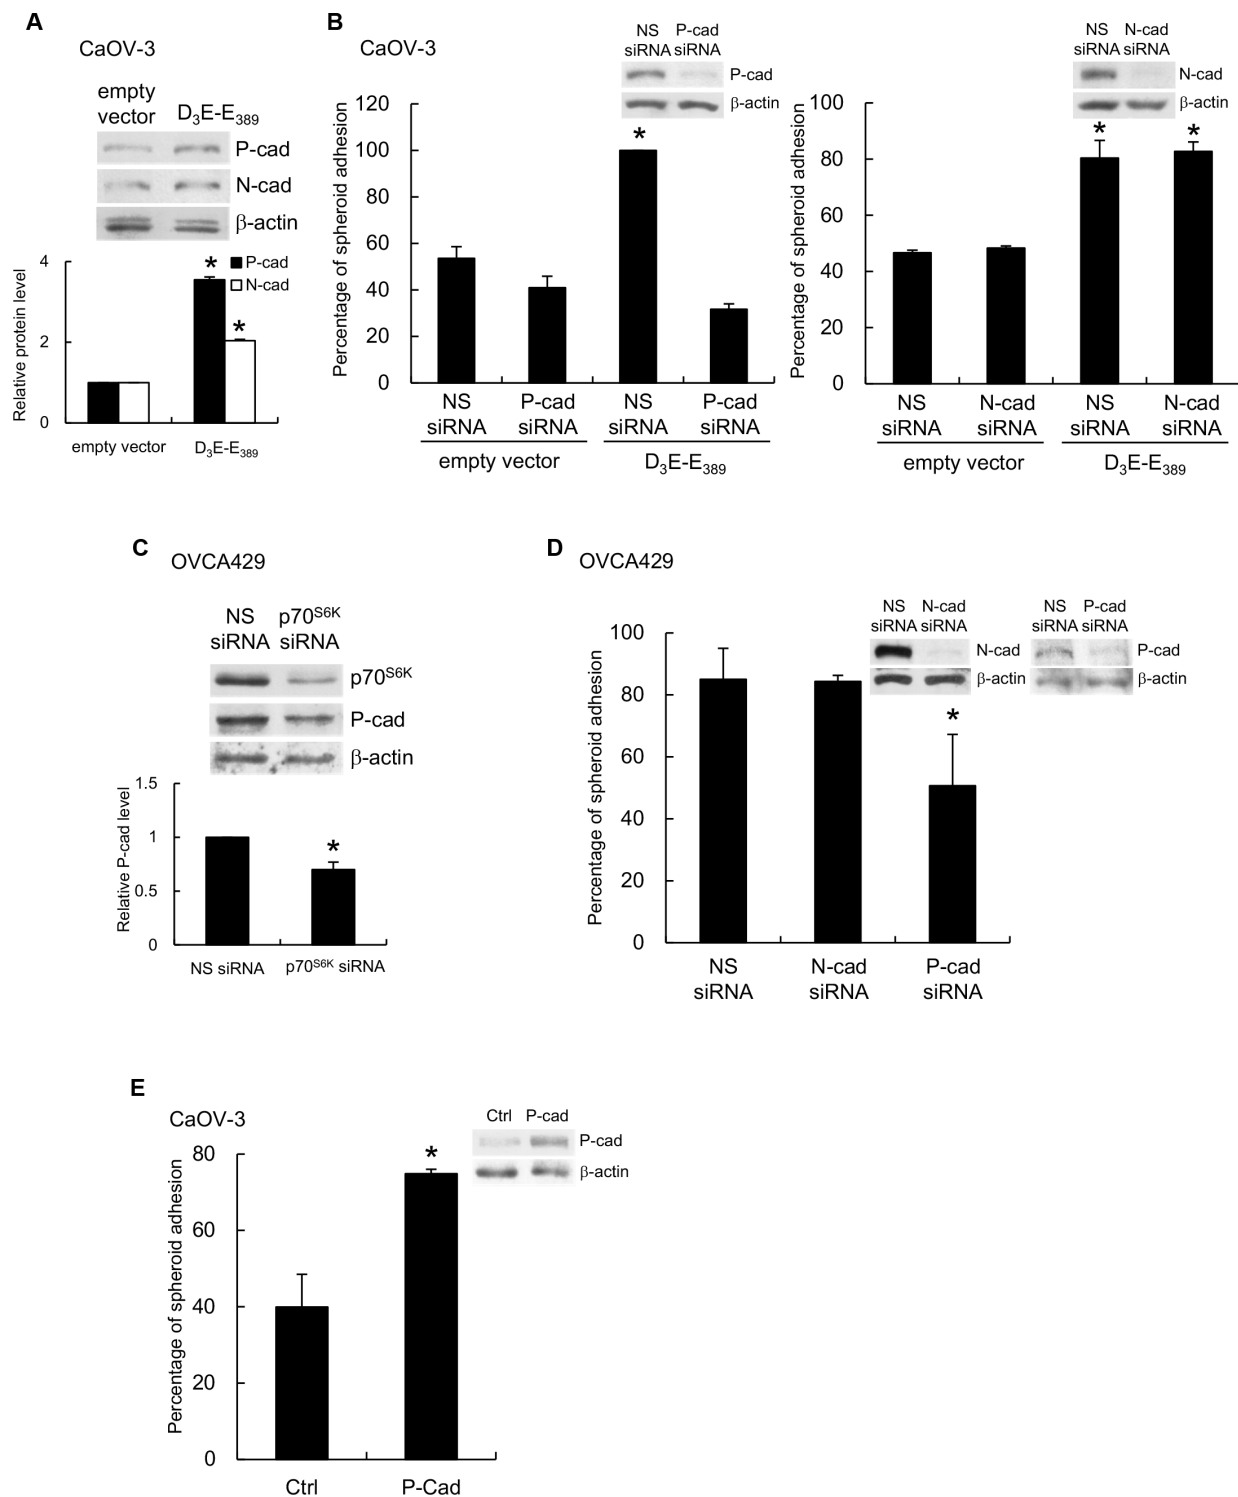 A
CaOV-3
empty
vector
D3E-E389
P-cad
N-cad
β-actin
Relative protein level
4
2
0
P-cad
N-cad
*
*
empty vector
D3E-E389
B
CaOV-3
NS
siRNA
P-cad
siRNA
P-cad
β-actin
Percentage of spheroid adhesion
120
100
80
60
40
20
0
*
NS
siRNA
P-cad
siRNA
NS
siRNA
P-cad
siRNA
empty vector
D3E-E389
NS
siRNA
N-cad
siRNA
N-cad
β-actin
Percentage of spheroid adhesion
100
80
60
40
20
0
*
*
NS
siRNA
N-cad
siRNA
NS
siRNA
N-cad
siRNA
empty vector
D3E-E389
C
OVCA429
NS
siRNA
p70S6K
siRNA
p70S6K
P-cad
β-actin
Relative P-cad level
1.5
1
0.5
0
*
NS siRNA
p70S6K siRNA
D
OVCA429
NS
siRNA
N-cad
siRNA
N-cad
β-actin
NS
siRNA
P-cad
siRNA
P-cad
β-actin
Percentage of spheroid adhesion
100
80
60
40
20
0
*
NS
siRNA
N-cad
siRNA
P-cad
siRNA
E
CaOV-3
Ctrl
P-cad
P-cad
β-actin
Percentage of spheroid adhesion
80
60
40
20
0
*
Ctrl
P-Cad